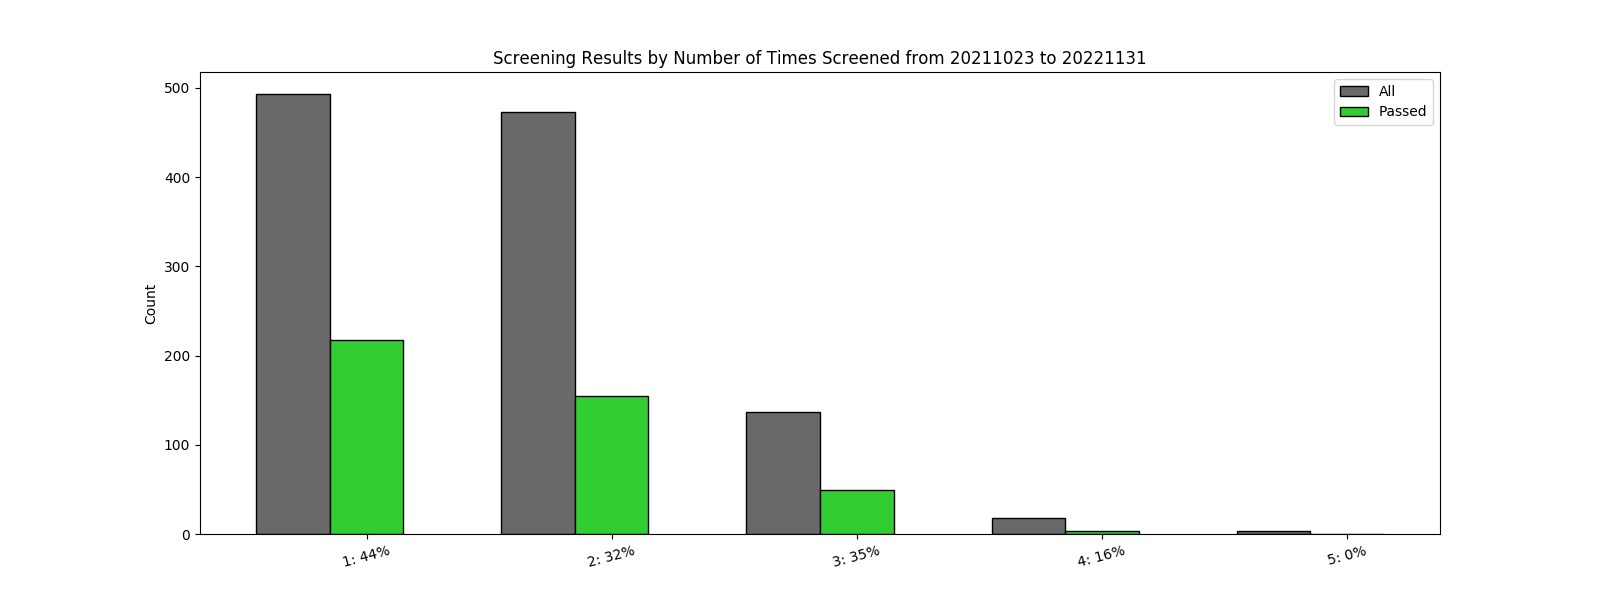 Screening Results by Number of Times Screened from 20211023 to 20221131
All
Passed
500
400
300
200
100
0
Count
1: 44%
2: 32%
3: 35%
4: 16%
5: 0%